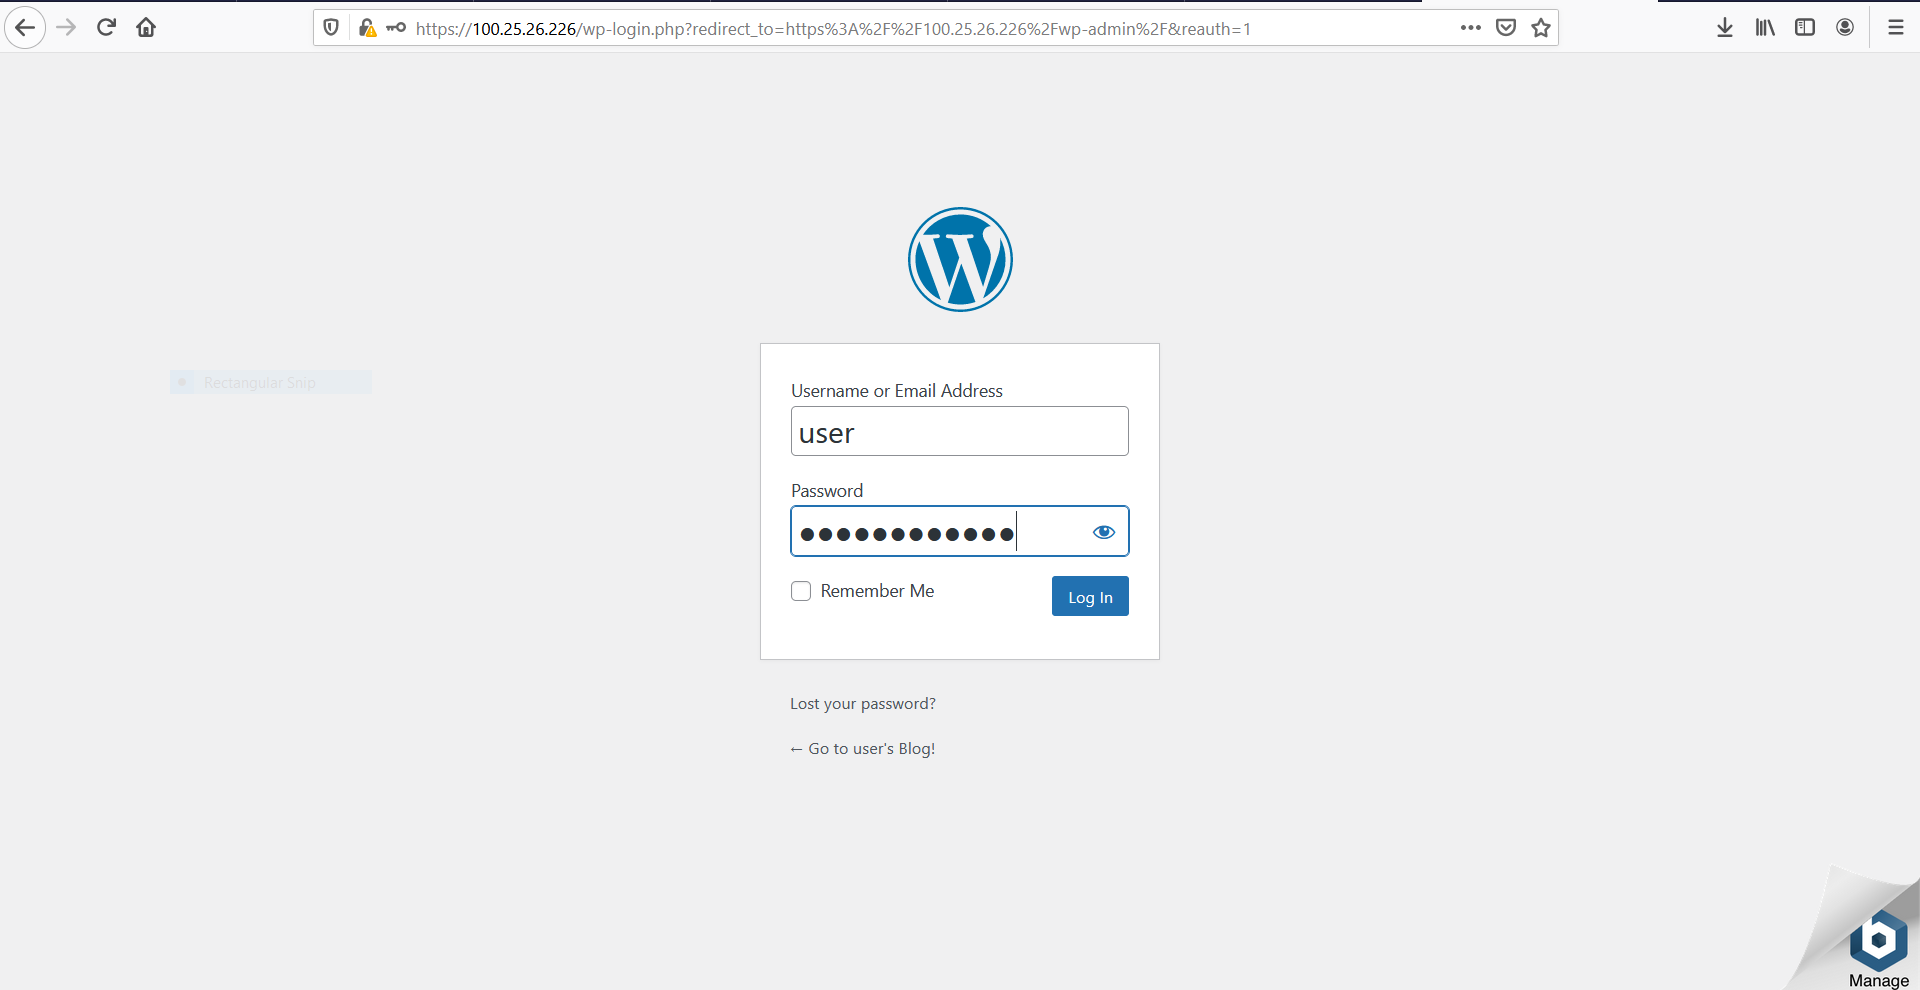 https://100.25.26.226/wp-login.php?redirect_to=https%3A%2F%2F100.25.26.226%2Fwp-admin%2F&reauth=1
Rectangular Snip
Username or Email Address
user
Password
Remember Me
Log In
Lost your password?
← Go to user's Blog!
Manage